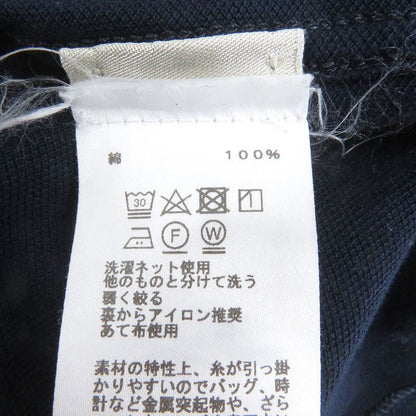 綿 100%
30
F W
洗濯ネット使用
他のものと分けて洗う
弱く絞る
裏からアイロン推奨
あて布使用
素材の特性上、糸が引っ掛
かりやすいのでバッグ、時
計など金属突起物や、ざら